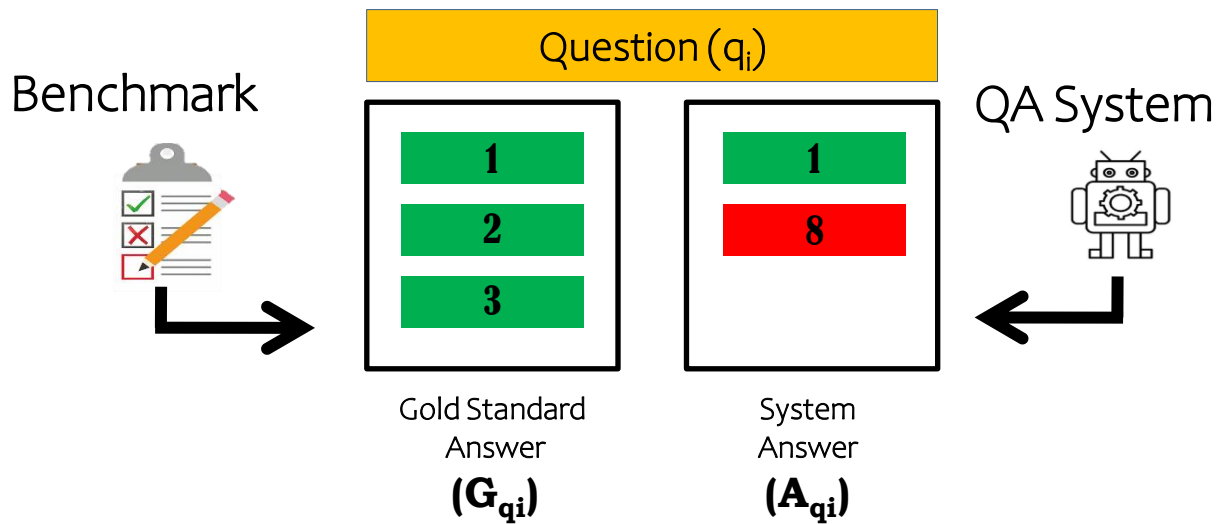 Question (qi)
Benchmark
QA System
1
2
3
1
8
Gold Standard
Answer
(Gqi)
System
Answer
(Aqi)